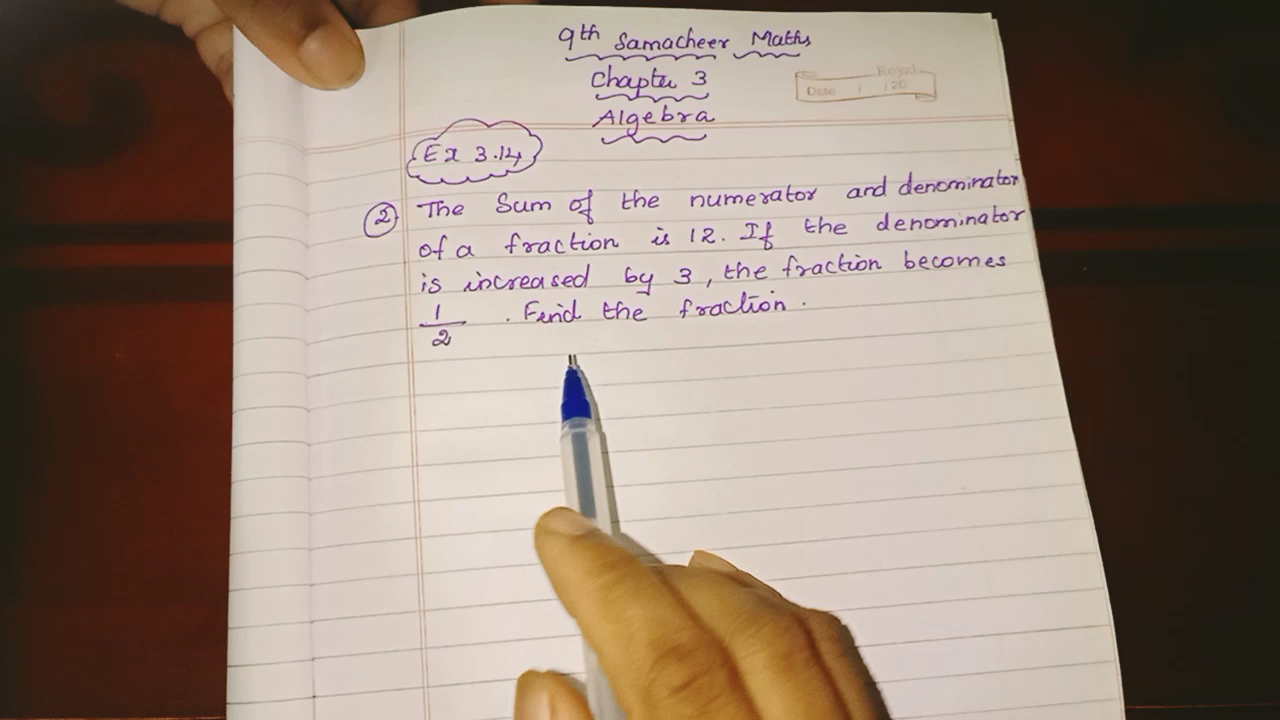 9th Samacheer Maths
Chapter 3
Algebra
Royal
Date / / 20
Ex 3.14
② The Sum of the numerator and denominator
of a fraction is 12. If the denominator
is increased by 3, the fraction becomes
1
2
. Find the fraction.